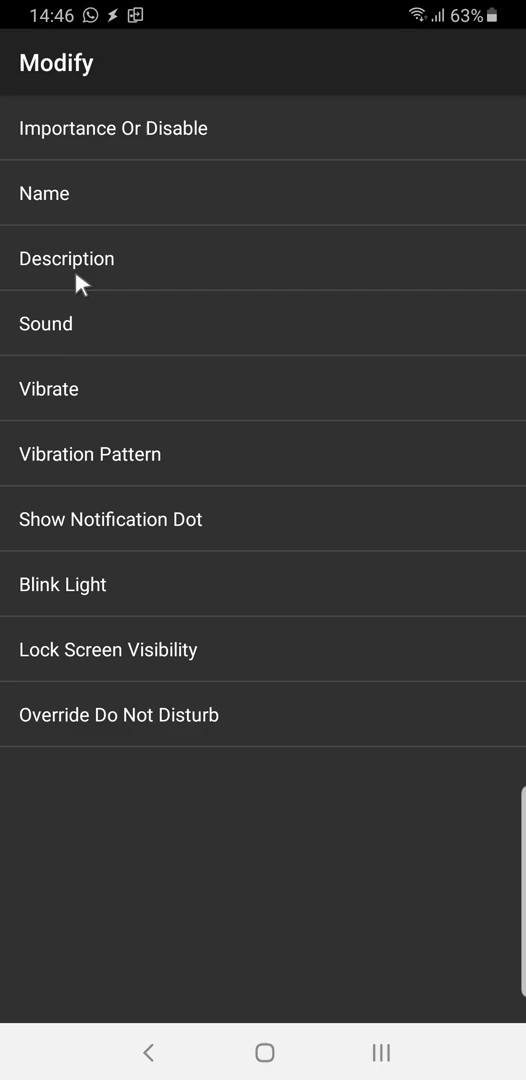 14:46 63%
Modify
Importance Or Disable
Name
Description
Sound
Vibrate
Vibration Pattern
Show Notification Dot
Blink Light
Lock Screen Visibility
Override Do Not Disturb